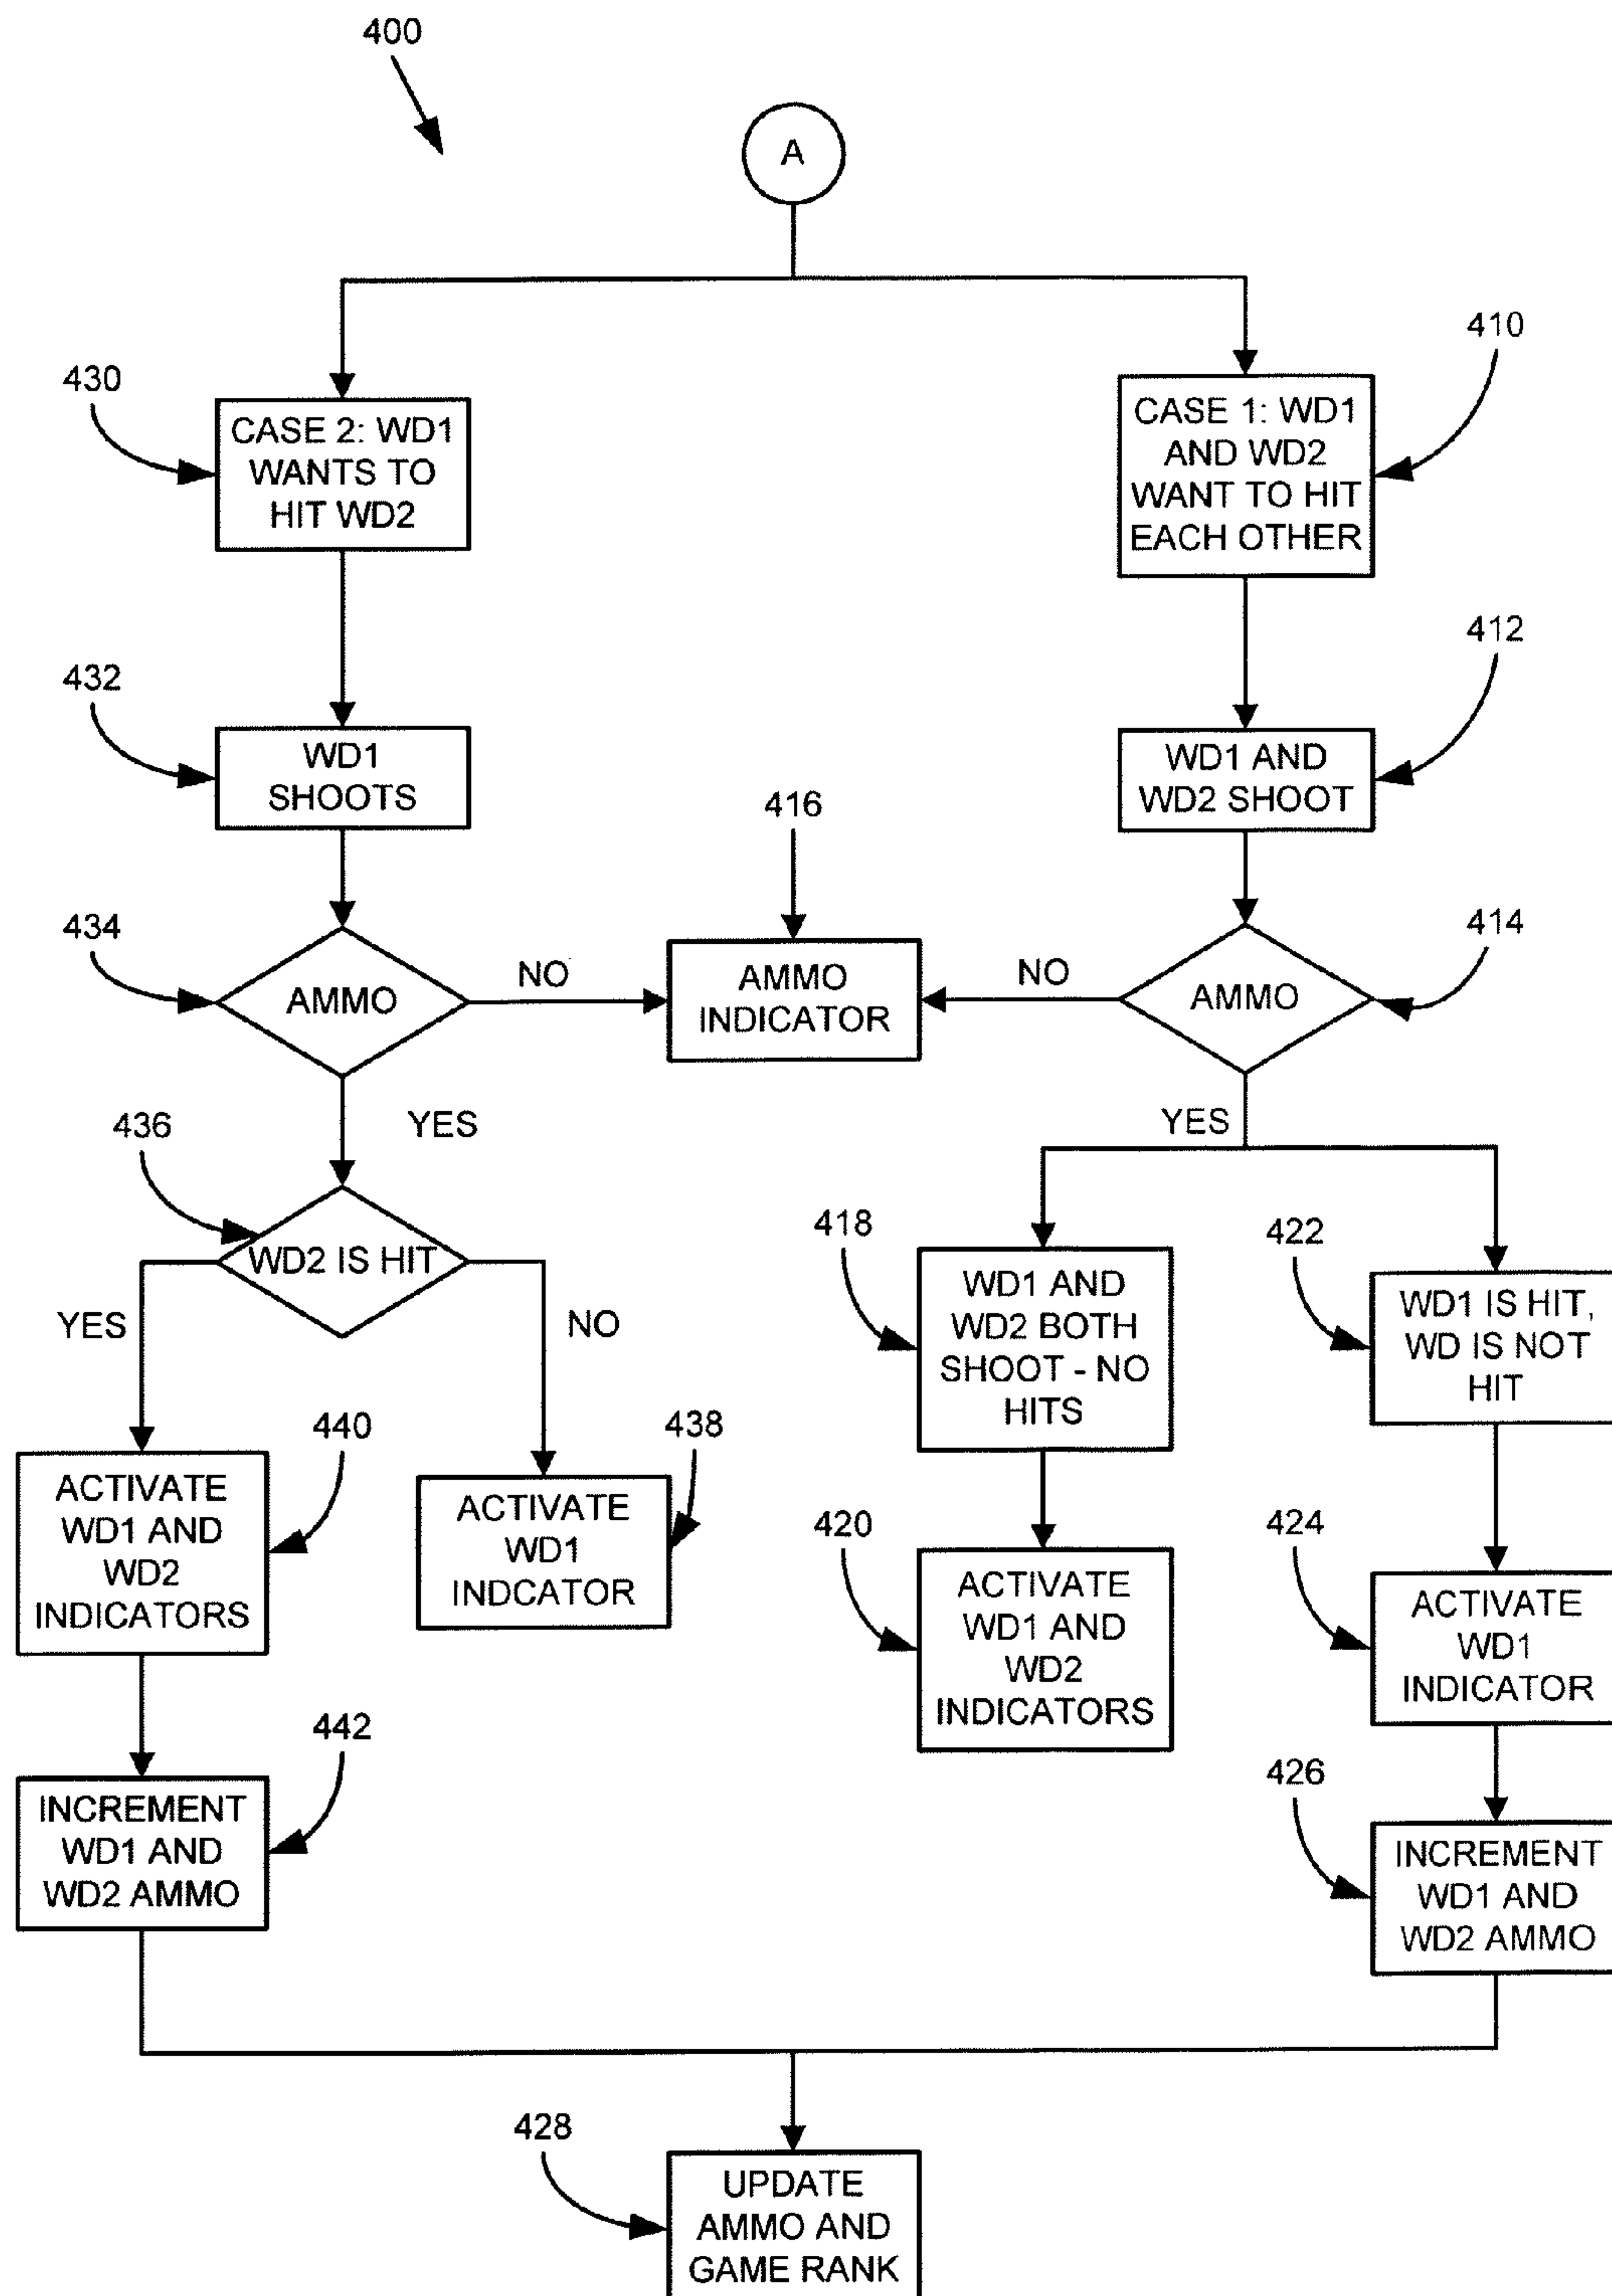 400
A
410
430
CASE 2: WD1
WANTS TO
HIT WD2
CASE 1: WD1
AND WD2
WANT TO HIT
EACH OTHER
412
432
WD1
SHOOTS
WD1 AND
WD2 SHOOT
416
434
AMMO
NO
AMMO
INDICATOR
NO
AMMO
414
YES
YES
436
WD2 IS HIT
YES
NO
418
WD1 AND
WD2 BOTH
SHOOT - NO
HITS
422
WD1 IS HIT,
WD IS NOT
HIT
440
ACTIVATE
WD1 AND
WD2
INDICATORS
438
ACTIVATE
WD1
INDCATOR
420
ACTIVATE
WD1 AND
WD2
INDICATORS
424
ACTIVATE
WD1
INDICATOR
442
INCREMENT
WD1 AND
WD2 AMMO
426
INCREMENT
WD1 AND
WD2 AMMO
428
UPDATE
AMMO AND
GAME RANK